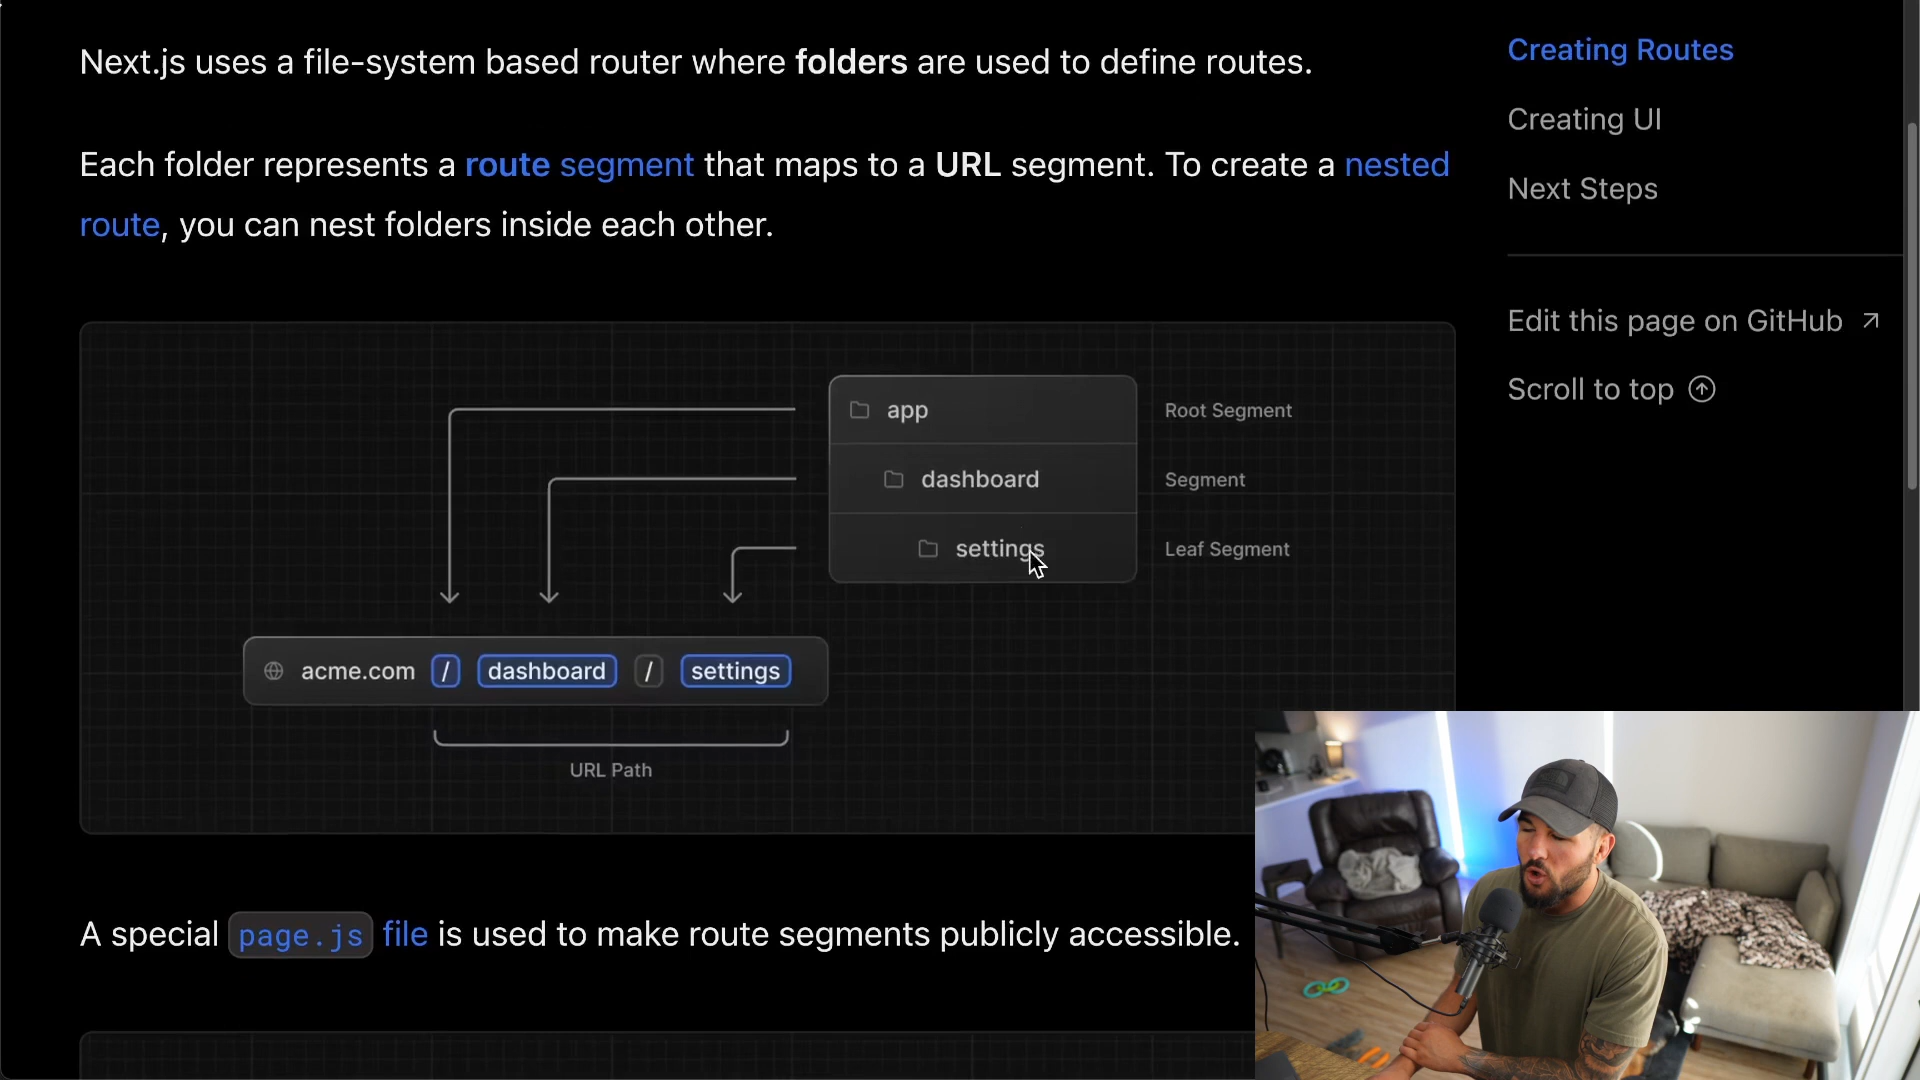 Next.js uses a file-system based router where folders are used to define routes.
Each folder represents a route segment that maps to a URL segment. To create a nested
route, you can nest folders inside each other.
app
Root Segment
dashboard
Segment
settings
Leaf Segment
acme.com / dashboard / settings
URL Path
A special page.js file is used to make route segments publicly accessible.
Creating Routes
Creating UI
Next Steps
Edit this page on GitHub
Scroll to top